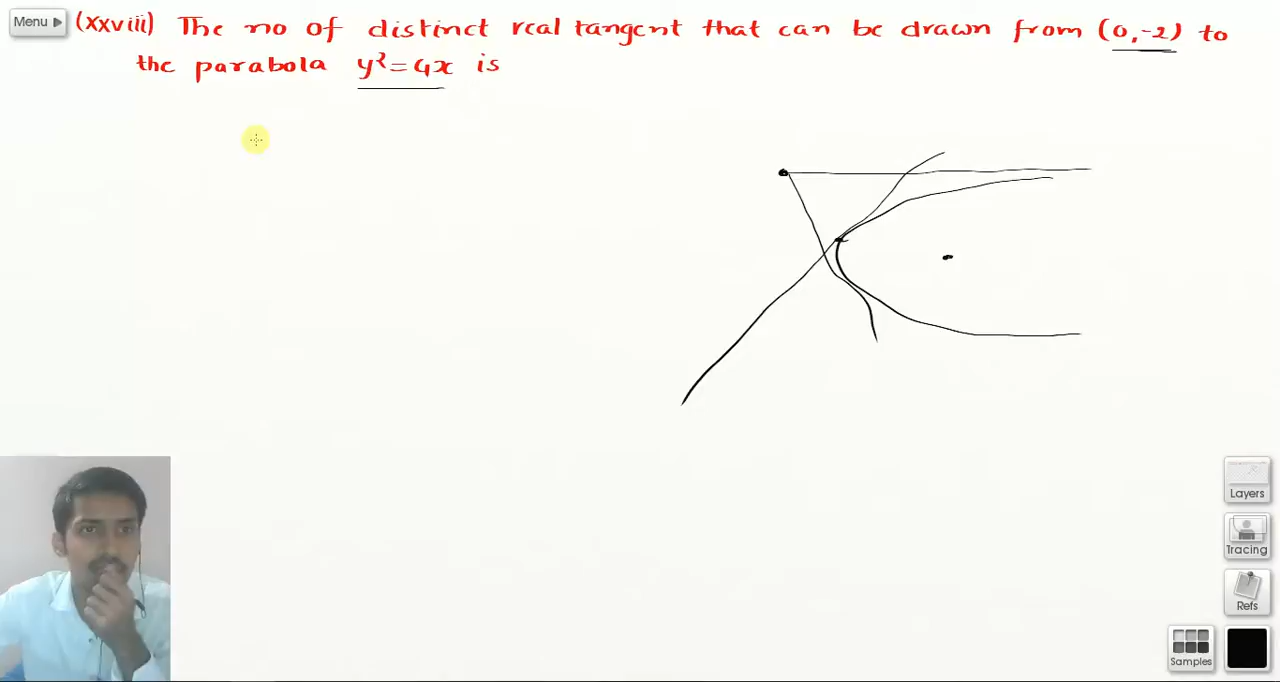 Menu
(xxviii) The no of distinct real tangent that can be drawn from (0,-2) to
the parabola y²=4x is
Layers
Tracing
Refs
Samples